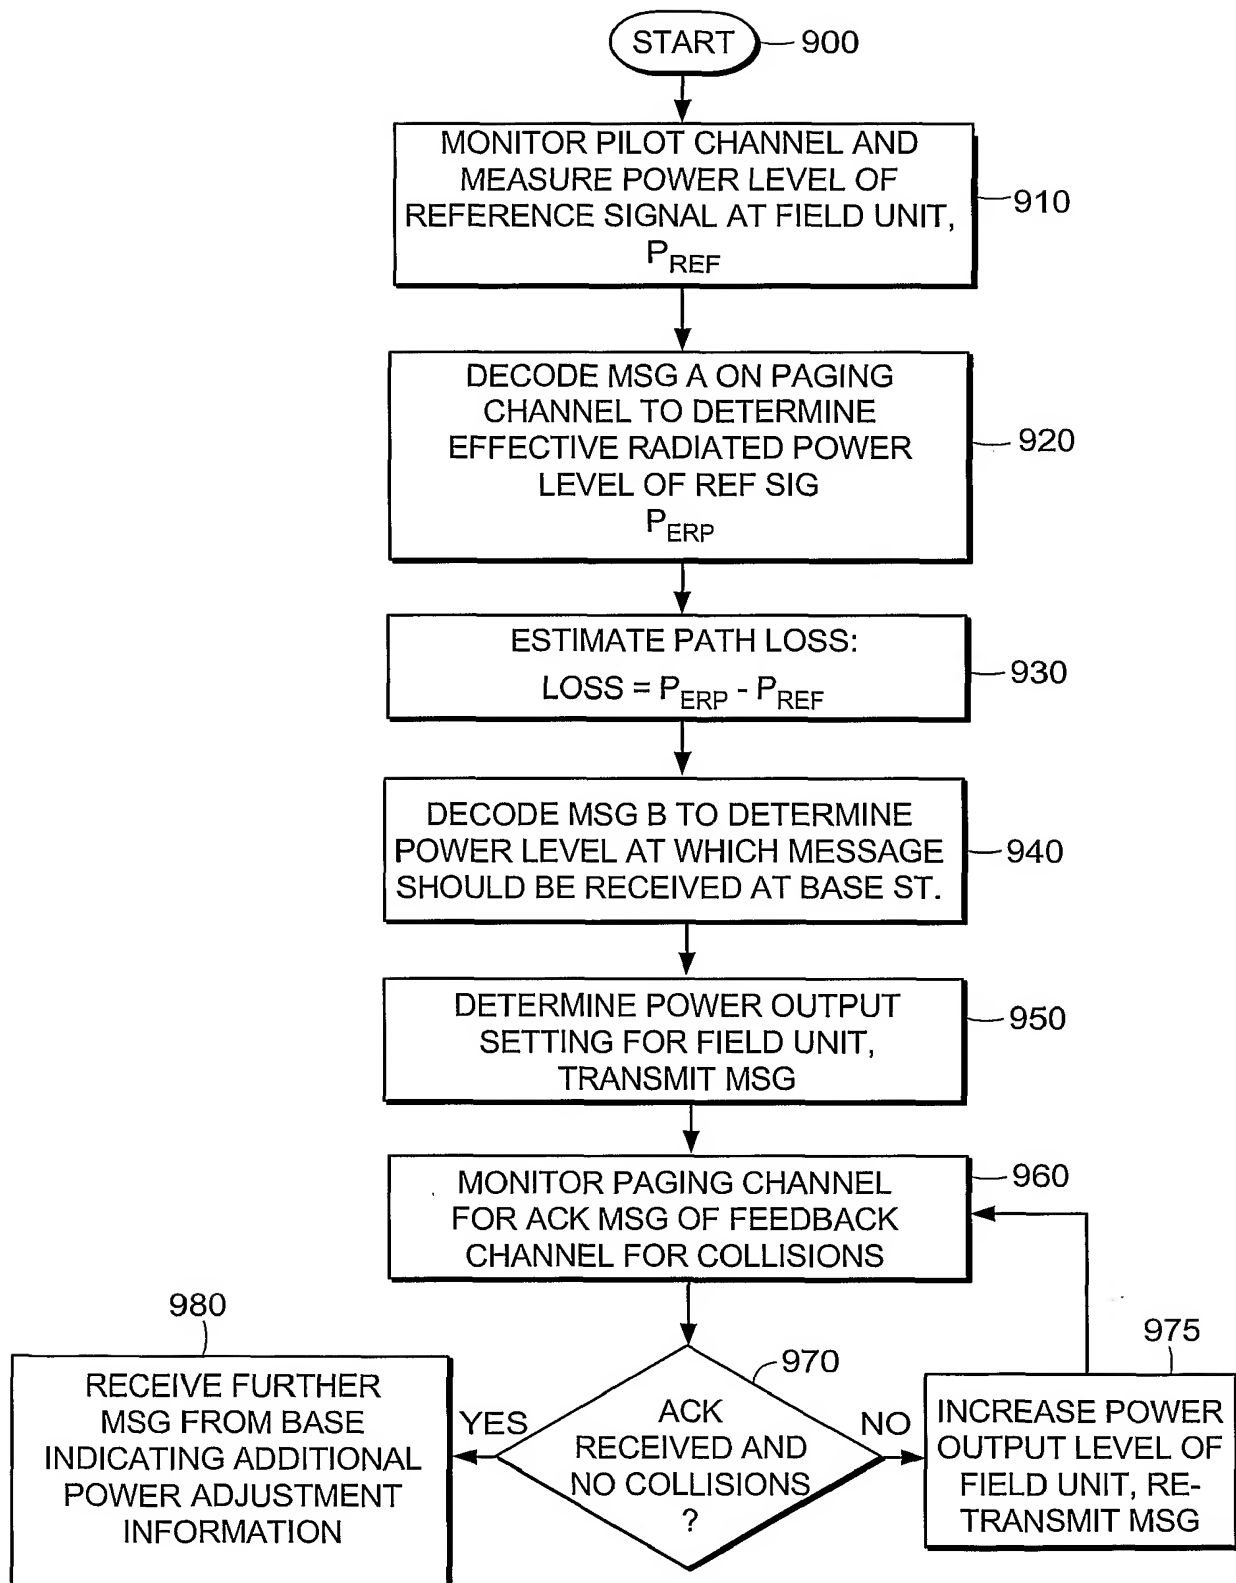 START
900
MONITOR PILOT CHANNEL AND
MEASURE POWER LEVEL OF
REFERENCE SIGNAL AT FIELD UNIT,
P_REF
910
DECODE MSG A ON PAGING
CHANNEL TO DETERMINE
EFFECTIVE RADIATED POWER
LEVEL OF REF SIG
P_ERP
920
ESTIMATE PATH LOSS:
LOSS = P_ERP - P_REF
930
DECODE MSG B TO DETERMINE
POWER LEVEL AT WHICH MESSAGE
SHOULD BE RECEIVED AT BASE ST.
940
DETERMINE POWER OUTPUT
SETTING FOR FIELD UNIT,
TRANSMIT MSG
950
MONITOR PAGING CHANNEL
FOR ACK MSG OF FEEDBACK
CHANNEL FOR COLLISIONS
960
970
ACK
RECEIVED AND
NO COLLISIONS
?
YES
980
RECEIVE FURTHER
MSG FROM BASE
INDICATING ADDITIONAL
POWER ADJUSTMENT
INFORMATION
NO
975
INCREASE POWER
OUTPUT LEVEL OF
FIELD UNIT, RE-
TRANSMIT MSG